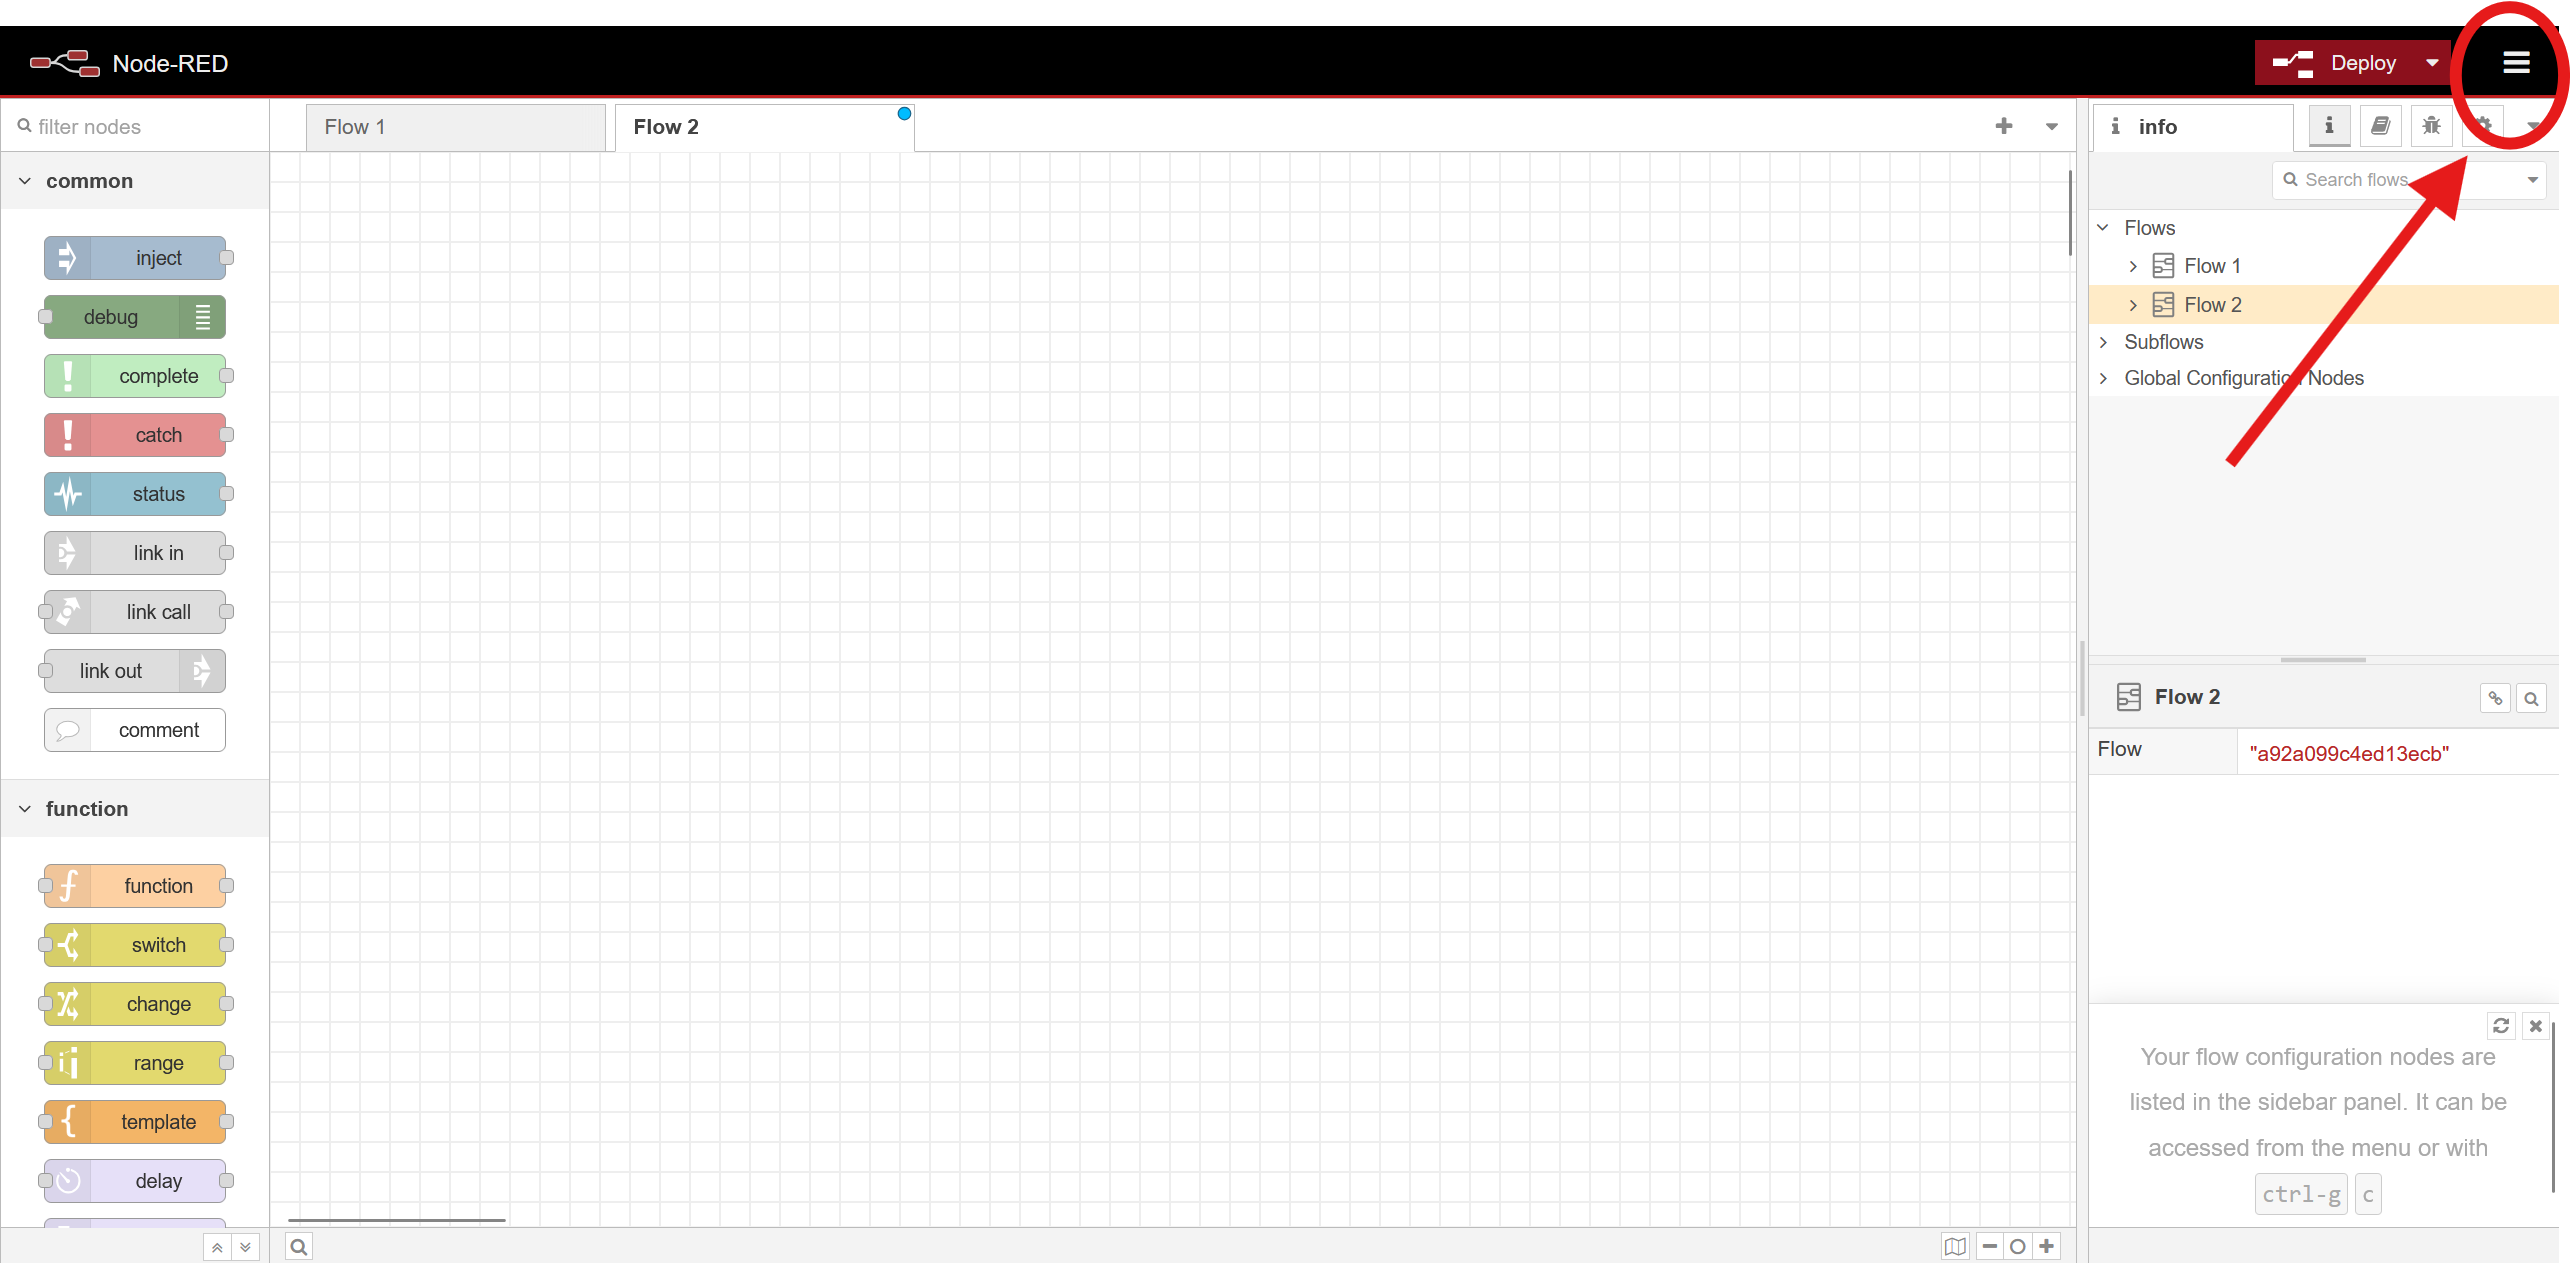 Node-RED
Deploy
filter nodes
Flow 1
Flow 2
info
common
Search flows
inject
debug
complete
catch
status
link in
link call
link out
comment
function
function
switch
change
range
template
delay
Flows
Flow 1
Flow 2
Subflows
Global Configuration Nodes
Flow 2
Flow
"a92a099c4ed13ecb"
Your flow configuration nodes are
listed in the sidebar panel. It can be
accessed from the menu or with
ctrl-g c